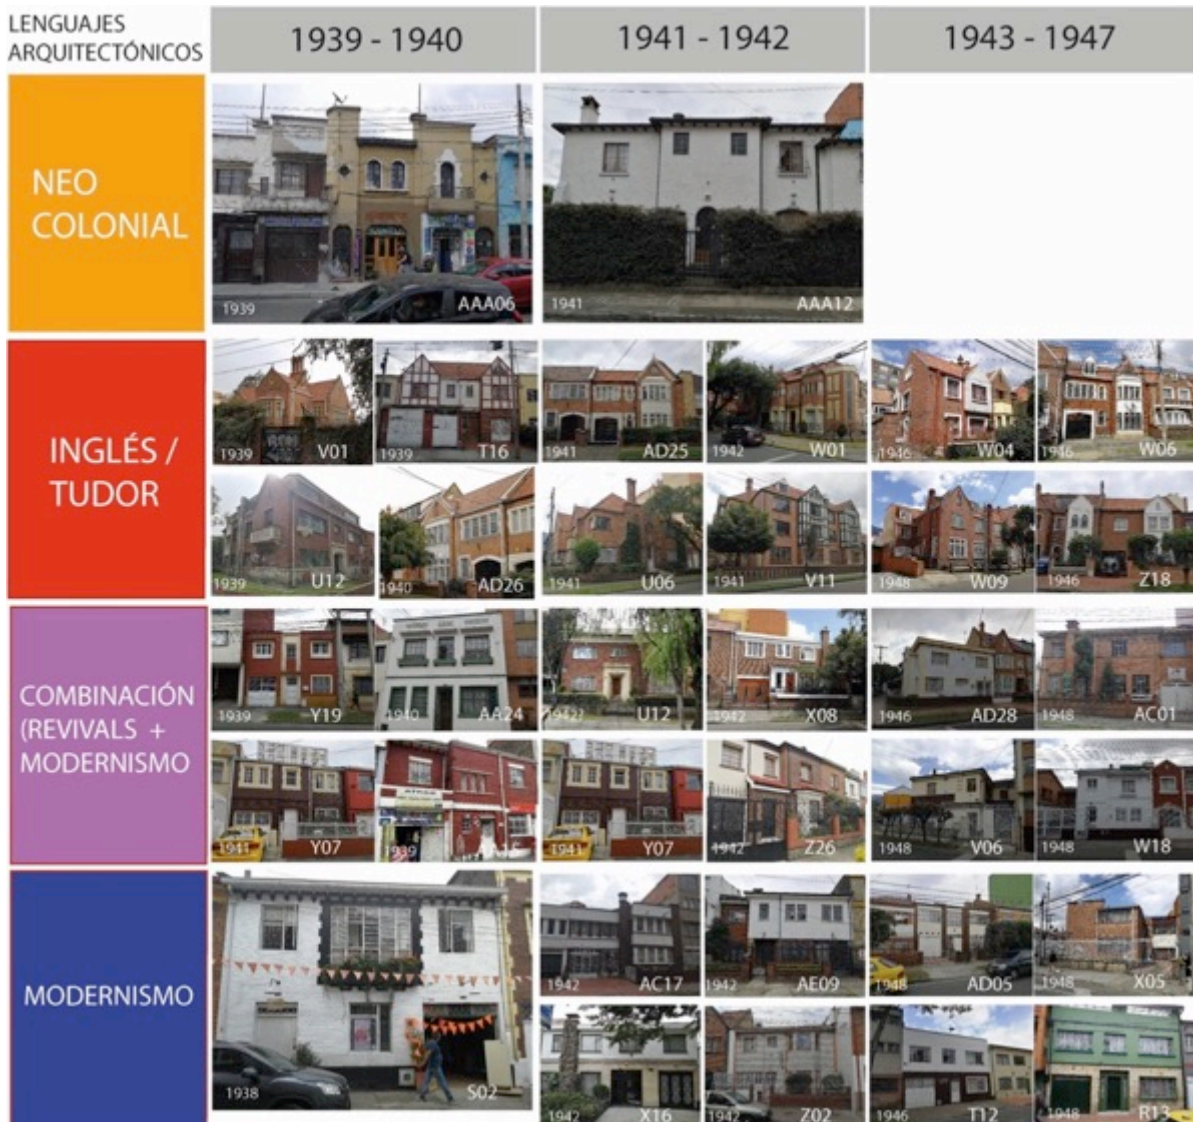 LENGUAJES
ARQUITECTÓNICOS
1939 - 1940
1941 - 1942
1943 - 1947
NEO
COLONIAL
1939
AAA06
1941
AAA12
INGLÉS /
TUDOR
1939
V01
1939
T16
1941
AD25
1942
W01
1946
W04
1946
W06
1939
U12
1940
AD26
1941
U06
1941
V11
1948
W09
1946
Z18
COMBINACIÓN
(REVIVALS +
MODERNISMO
1939
Y19
1940
AA24
1942
U12
1942
X08
1946
AD28
1948
AC01
1941
Y07
1939
1941
Y07
1942
Z26
1948
V06
1948
W18
MODERNISMO
1938
S02
1942
AC17
1942
AE09
1948
AD05
1948
X05
1942
X16
1942
Z02
1946
T12
1948
R13